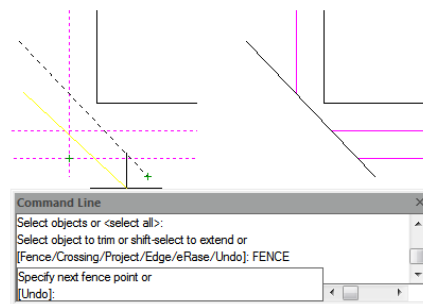 Command Line
Select objects or <select all>:
Select object to trim or shift-select to extend or
[Fence/Crossing/Project/Edge/eRase/Undo]: FENCE
Specify next fence point or
[Undo]: